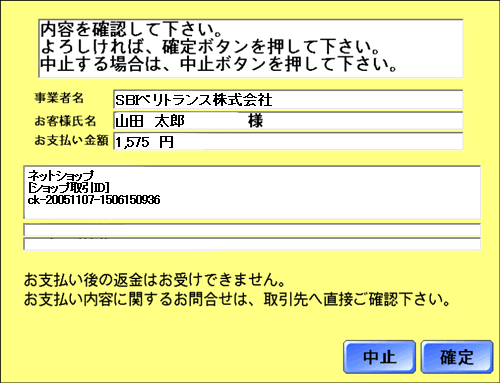 内容を確認して下さい。
よろしければ、確定ボタンを押して下さい。
中止する場合は、中止ボタンを押して下さい。
事業者名 SBIベリトランス株式会社
お客様氏名 山田 太郎 様
お支払い金額 1,575 円
ネットショップ
[ショップ取引ID]
ck-20051107-1506150936
お支払い後の返金はお受けできません。
お支払い内容に関するお問合せは、取引先へ直接ご確認下さい。
中止 確定